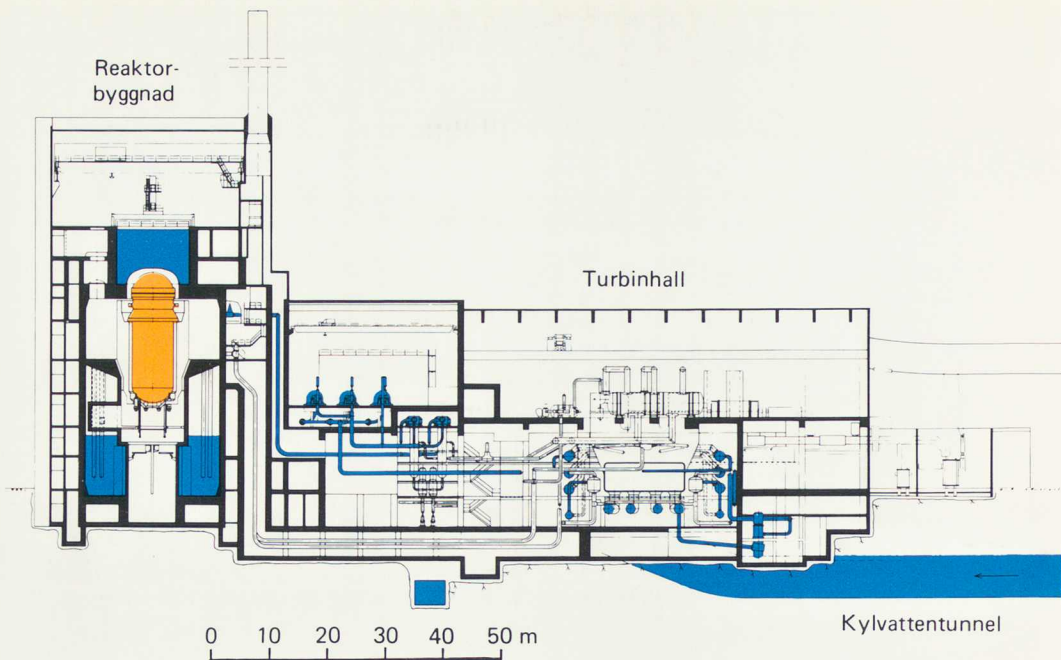 Reaktor-
byggnad
Turbinhall
Kylvattentunnel
0 10 20 30 40 50 m